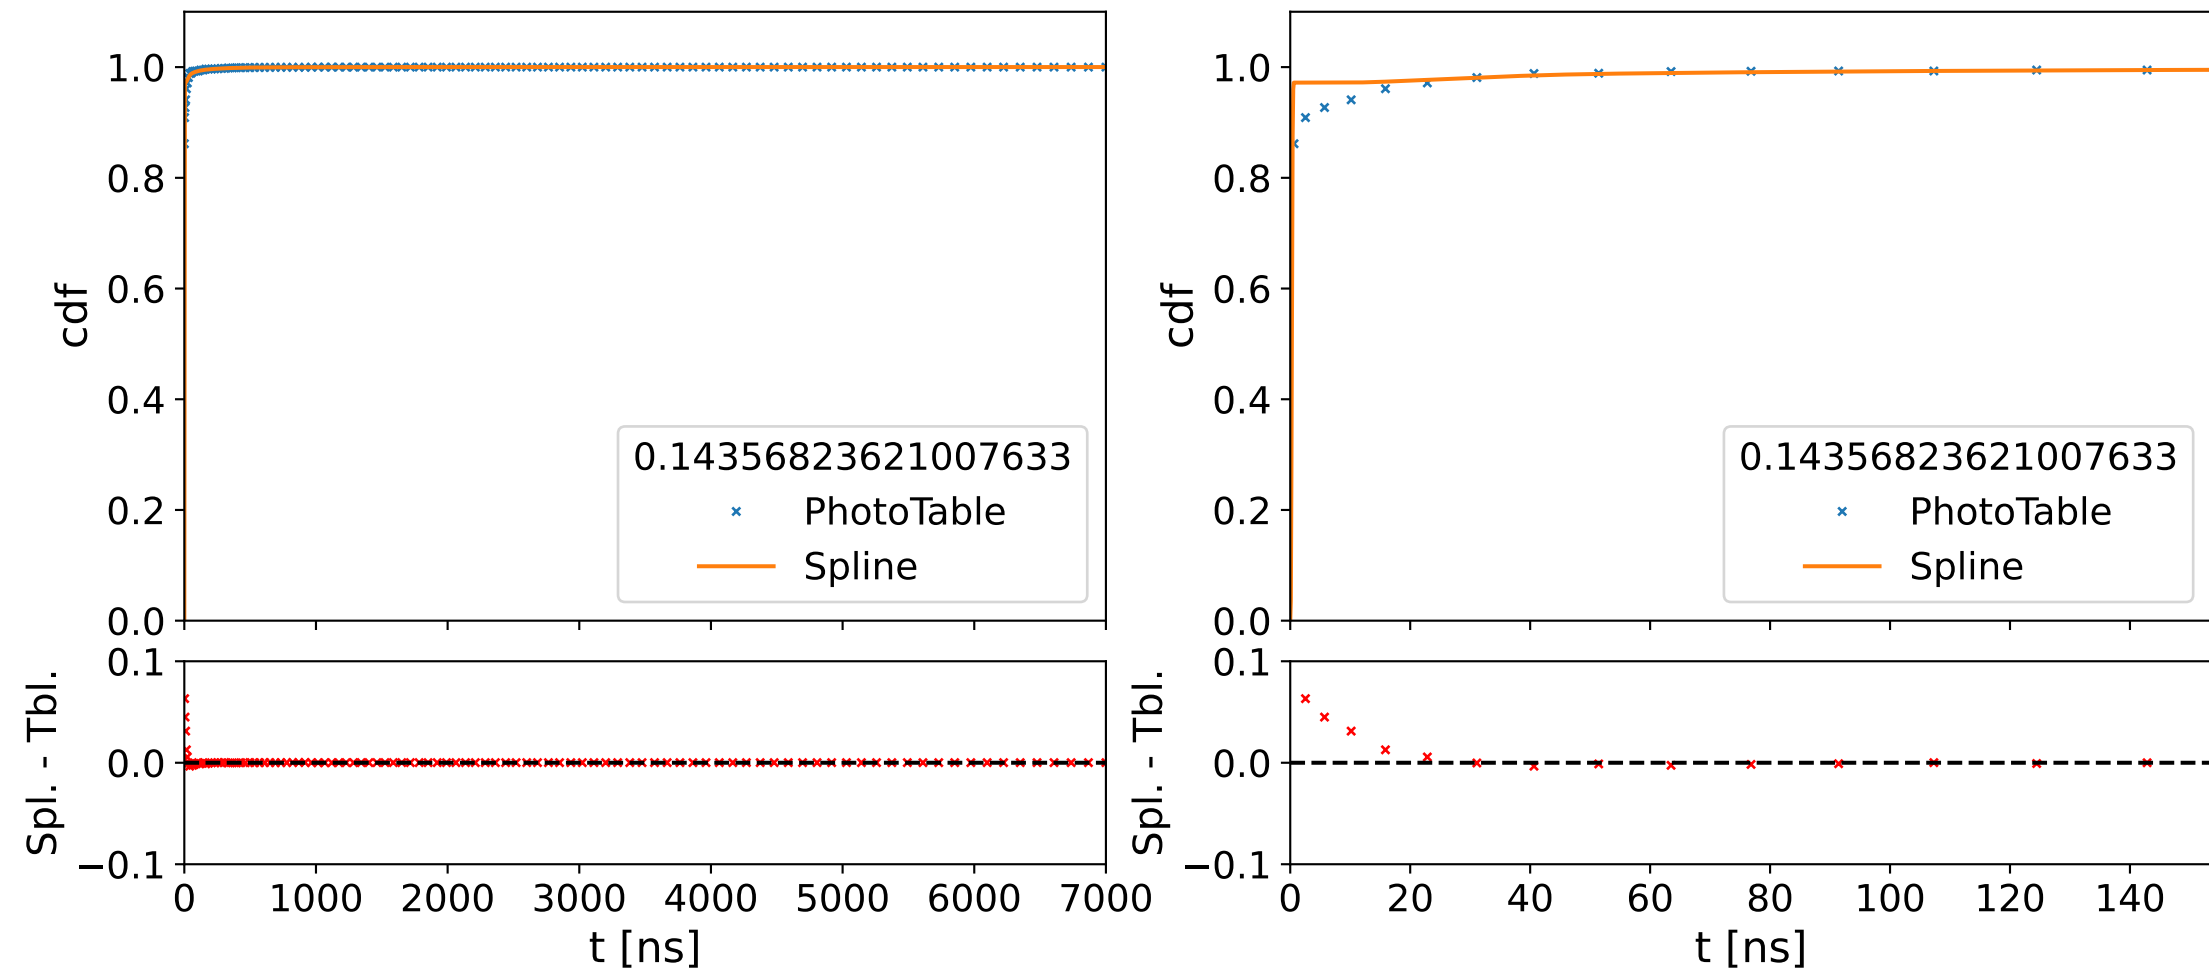 cdf
1.0
0.8
0.6
0.4
0.2
0.0
0.14356823621007633
PhotoTable
Spline
Spl. - Tbl.
0.1
0.0
−0.1
0 1000 2000 3000 4000 5000 6000 7000
t [ns]
cdf
1.0
0.8
0.6
0.4
0.2
0.0
0.14356823621007633
PhotoTable
Spline
Spl. - Tbl.
0.1
0.0
−0.1
0 20 40 60 80 100 120 140
t [ns]